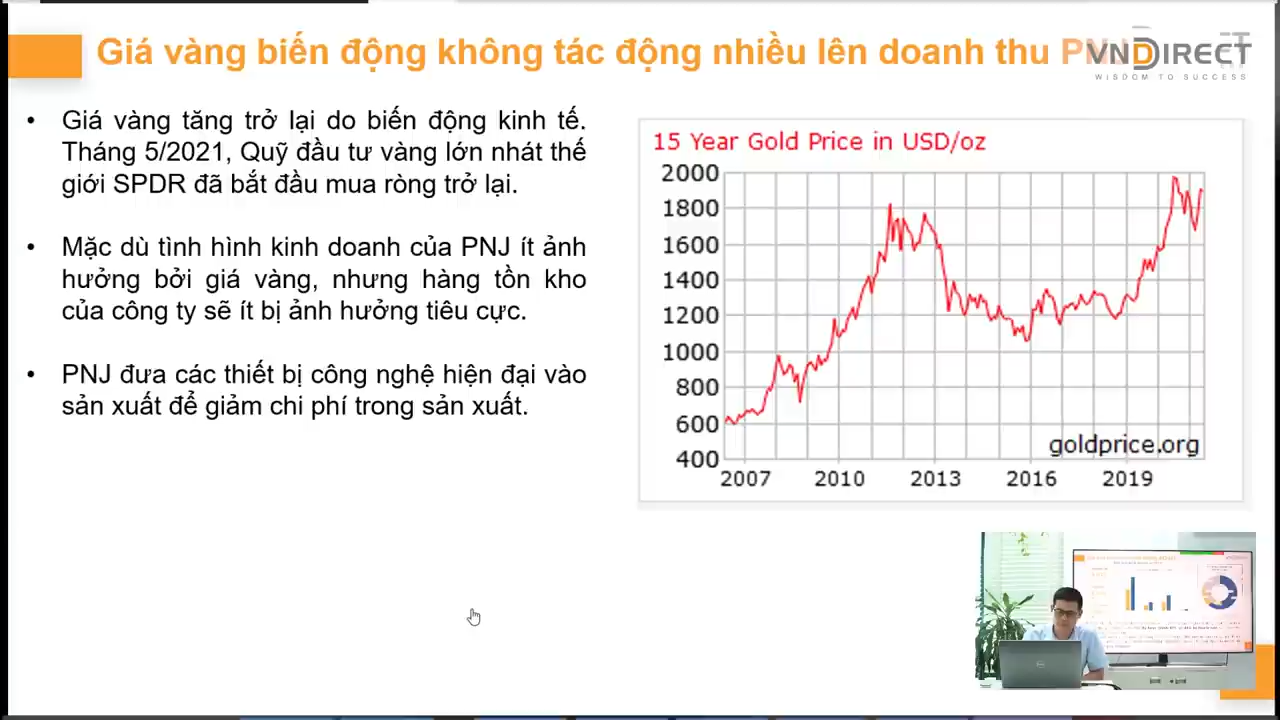 Giá vàng biến động không tác động nhiều lên doanh thu PNJ
VNDIRECT
WISDOM TO SUCCESS
• Giá vàng tăng trở lại do biến động kinh tế.
Tháng 5/2021, Quỹ đầu tư vàng lớn nhát thế
giới SPDR đã bắt đầu mua ròng trở lại.
• Mặc dù tình hình kinh doanh của PNJ ít ảnh
hưởng bởi giá vàng, nhưng hàng tồn kho
của công ty sẽ ít bị ảnh hưởng tiêu cực.
• PNJ đưa các thiết bị công nghệ hiện đại vào
sản xuất để giảm chi phí trong sản xuất.
15 Year Gold Price in USD/oz
2000
1800
1600
1400
1200
1000
800
600
400
goldprice.org
2007 2010 2013 2016 2019